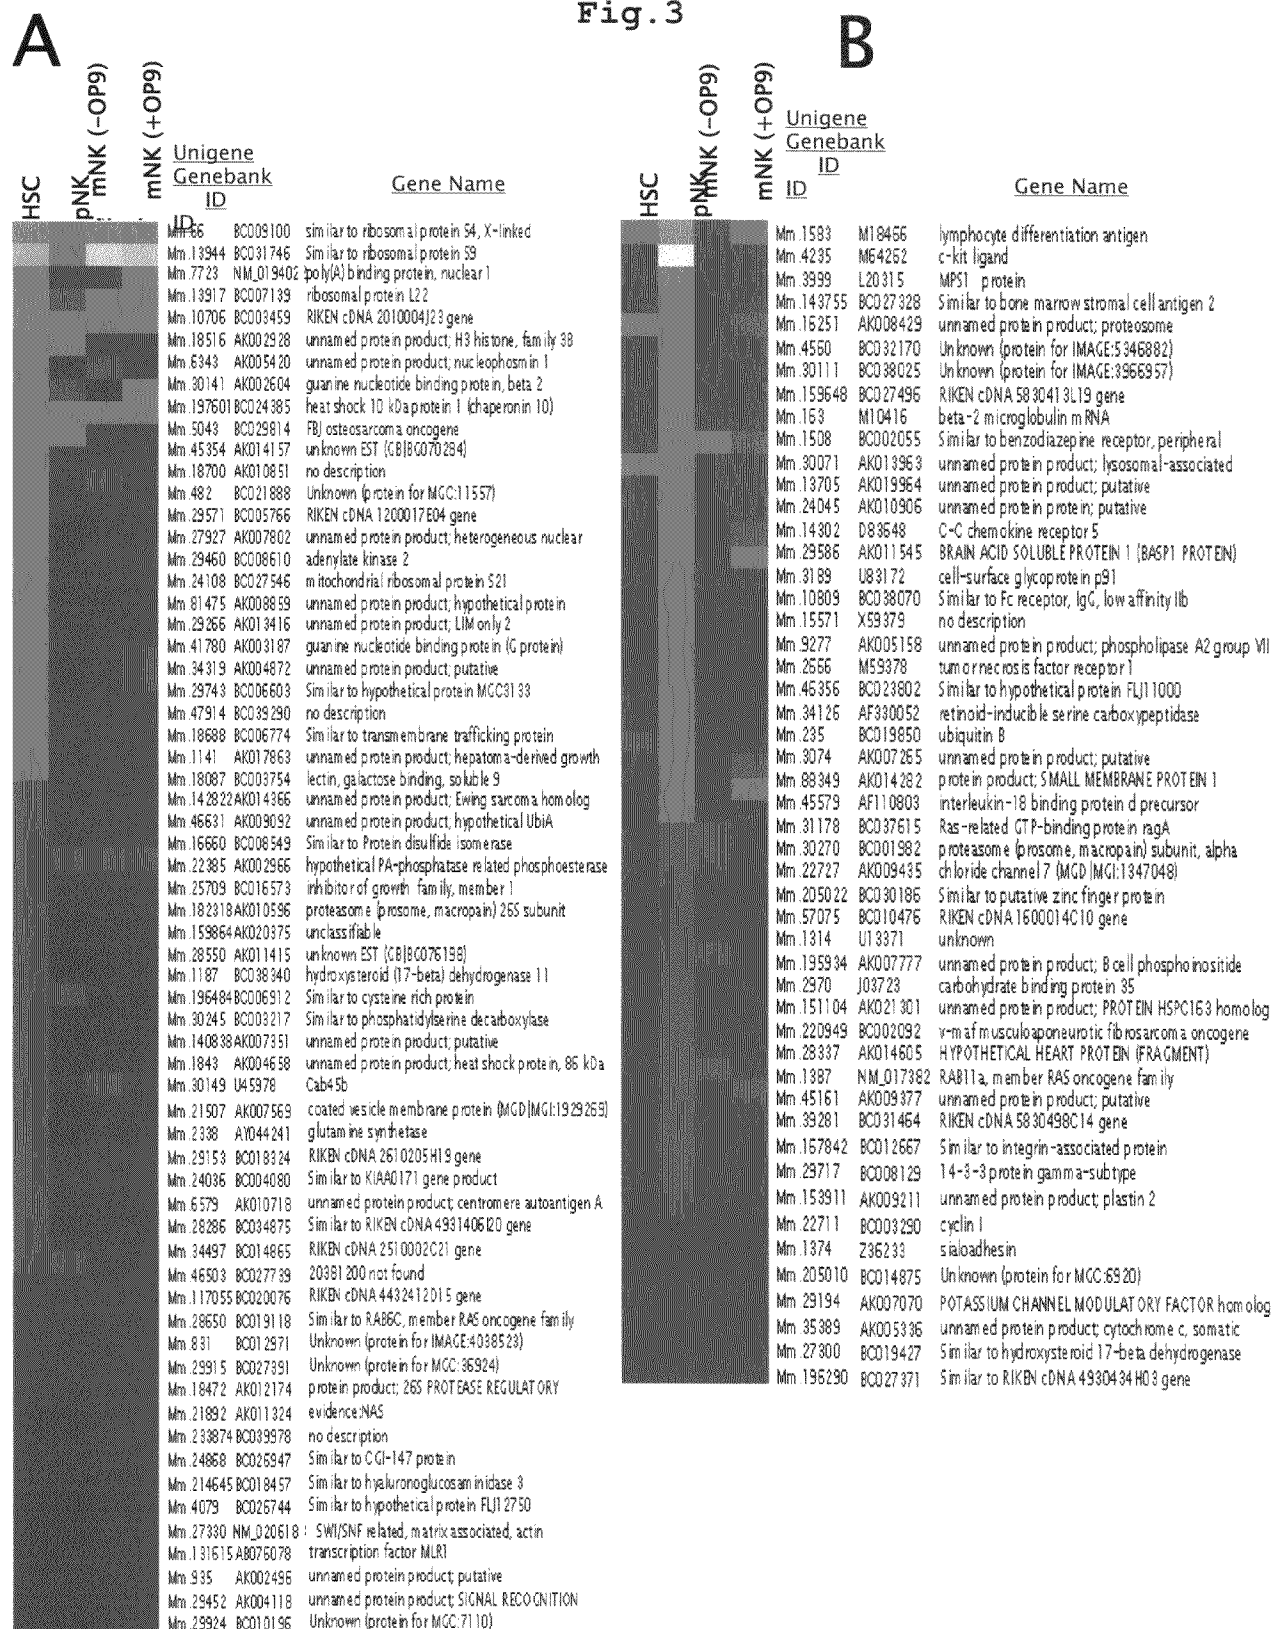 Fig.3
A
HSC
pNK
mNK (-OP9)
mNK (+OP9)
Unigene
Genebank
ID
ID
Gene Name
Mm.66 BC009100 similar to ribosomal protein S4, X-linked
Mm.13944 BC031746 Similar to ribosomal protein S9
Mm.7723 NM_019402 poly(A) binding protein, nuclear 1
Mm.13917 BC007139 ribosomal protein L22
Mm.10706 BC003459 RIKEN cDNA 2010004J23 gene
Mm.18516 AK002928 unnamed protein product; H3 histone, family 3B
Mm.6343 AK005420 unnamed protein product; nucleophosmin 1
Mm.30141 AK002604 guanine nucleotide binding protein, beta 2
Mm.197601 BC024385 heat shock 10 kDa protein 1 (chaperonin 10)
Mm.5043 BC029814 FBJ osteosarcoma oncogene
Mm.45354 AK014157 unknown EST (GB|BC070294)
Mm.18700 AK010851 no description
Mm.482 BC021888 Unknown (protein for MGC:11557)
Mm.29571 BC005766 RIKEN cDNA 1200017E04 gene
Mm.27927 AK007802 unnamed protein product; heterogeneous nuclear
Mm.29460 BC008610 adenylate kinase 2
Mm.24108 BC027546 mitochondrial ribosomal protein S21
Mm.81475 AK008859 unnamed protein product; hypothetical protein
Mm.29266 AK013416 unnamed protein product; LIM only 2
Mm.41780 AK003187 guanine nucleotide binding protein (G protein)
Mm.34319 AK004872 unnamed protein product; putative
Mm.29743 BC006603 Similar to hypothetical protein MGC3133
Mm.47914 BC039290 no description
Mm.18688 BC006774 Similar to transmembrane trafficking protein
Mm.1141 AK017863 unnamed protein product; hepatoma-derived growth
Mm.18087 BC003754 lectin, galactose binding, soluble 9
Mm.142822 AK014366 unnamed protein product; Ewing sarcoma homolog
Mm.46631 AK009092 unnamed protein product; hypothetical UbiA
Mm.16660 BC008549 Similar to Protein disulfide isomerase
Mm.22385 AK002966 hypothetical PA-phosphatase related phosphoesterase
Mm.25709 BC016573 inhibitor of growth family, member 1
Mm.182318 AK010596 proteasome (prosome, macropain) 26S subunit
Mm.159864 AK020375 unclassifiable
Mm.28550 AK011415 unknown EST (GB|BC076198)
Mm.1187 BC038340 hydroxysteroid (17-beta) dehydrogenase 11
Mm.196484 BC006912 Similar to cysteine rich protein
Mm.30245 BC003217 Similar to phosphatidylserine decarboxylase
Mm.140838 AK007351 unnamed protein product; putative
Mm.1843 AK004658 unnamed protein product; heat shock protein, 86 kDa
Mm.30149 U45978 Cab45b
Mm.21507 AK007569 coated vesicle membrane protein (MGD|MGI:1929269)
Mm.2338 AY044241 glutamine synthetase
Mm.29153 BC018324 RIKEN cDNA 2610205H19 gene
Mm.24036 BC004080 Similar to KIAA0171 gene product
Mm.6579 AK010718 unnamed protein product; centromere autoantigen A
Mm.28286 BC034875 Similar to RIKEN cDNA 4931406I20 gene
Mm.34497 BC014865 RIKEN cDNA 2510002C21 gene
Mm.46503 BC027739 20381200 not found
Mm.117055 BC020076 RIKEN cDNA 4432412D15 gene
Mm.28650 BC019118 Similar to RAB6C, member RAS oncogene family
Mm.831 BC012971 Unknown (protein for IMAGE:4038523)
Mm.29915 BC027391 Unknown (protein for MGC:36924)
Mm.18472 AK012174 protein product; 26S PROTEASE REGULATORY
Mm.21892 AK011324 evidence:NAS
Mm.233874 BC039978 no description
Mm.24868 BC026947 Similar to CGI-147 protein
Mm.214645 BC018457 Similar to hyaluronoglucosaminidase 3
Mm.4079 BC026744 Similar to hypothetical protein FLJ12750
Mm.27330 NM_020618 SWI/SNF related, matrix associated, actin
Mm.131615 AB076078 transcription factor MLR1
Mm.935 AK002496 unnamed protein product; putative
Mm.29452 AK004118 unnamed protein product; SIGNAL RECOGNITION
Mm.29924 BC010196 Unknown (protein for MGC:7110)
B
HSC
pNK
mNK (-OP9)
mNK (+OP9)
Unigene
Genebank
ID
ID
Gene Name
Mm.1583 M18466 lymphocyte differentiation antigen
Mm.4235 M64262 c-kit ligand
Mm.3999 L20315 MPS1 protein
Mm.143755 BC027328 Similar to bone marrow stromal cell antigen 2
Mm.16251 AK008429 unnamed protein product; proteosome
Mm.4560 BC032170 Unknown (protein for IMAGE:5346882)
Mm.30111 BC038025 Unknown (protein for IMAGE:3966957)
Mm.159648 BC027496 RIKEN cDNA 5830413L19 gene
Mm.163 M10416 beta-2 microglobulin mRNA
Mm.1508 BC002055 Similar to benzodiazepine receptor, peripheral
Mm.30071 AK013963 unnamed protein product; lysosomal-associated
Mm.13705 AK019964 unnamed protein product; putative
Mm.24045 AK010906 unnamed protein protein; putative
Mm.14302 D83648 C-C chemokine receptor 5
Mm.29586 AK011545 BRAIN ACID SOLUBLE PROTEIN 1 (BASP1 PROTEIN)
Mm.3189 U83172 cell-surface glycoprotein p91
Mm.10809 BC038070 Similar to Fc receptor, IgG, low affinity IIb
Mm.15571 X59379 no description
Mm.9277 AK005158 unnamed protein product; phospholipase A2 group VII
Mm.2666 M59378 tumor necrosis factor receptor 1
Mm.46356 BC023802 Similar to hypothetical protein FLJ11000
Mm.34126 AF330052 retinoid-inducible serine carboxypeptidase
Mm.235 BC019850 ubiquitin B
Mm.3074 AK007265 unnamed protein product; putative
Mm.88349 AK014282 protein product; SMALL MEMBRANE PROTEIN 1
Mm.45579 AF110803 interleukin-18 binding protein d precursor
Mm.31178 BC037615 Ras-related GTP-binding protein ragA
Mm.30270 BC001982 proteasome (prosome, macropain) subunit, alpha
Mm.22727 AK009435 chloride channel 7 (MGD|MGI:1347048)
Mm.205022 BC030186 Similar to putative zinc finger protein
Mm.57075 BC010476 RIKEN cDNA 1600014C10 gene
Mm.1314 U13371 unknown
Mm.195934 AK007777 unnamed protein product; B cell phosphoinositide
Mm.2970 J03723 carbohydrate binding protein 35
Mm.151104 AK021301 unnamed protein product; PROTEIN HSPC163 homolog
Mm.220949 BC002092 v-maf musculoaponeurotic fibrosarcoma oncogene
Mm.28337 AK014605 HYPOTHETICAL HEART PROTEIN (FRAGMENT)
Mm.1387 NM_017382 RAB11a, member RAS oncogene family
Mm.45161 AK009377 unnamed protein product; putative
Mm.39281 BC031464 RIKEN cDNA 5830498C14 gene
Mm.167842 BC012667 Similar to integrin-associated protein
Mm.29717 BC008129 14-3-3 protein gamma-subtype
Mm.153911 AK009211 unnamed protein product; plastin 2
Mm.22711 BC003290 cyclin I
Mm.1374 Z36233 sialoadhesin
Mm.205010 BC014875 Unknown (protein for MGC:6920)
Mm.29194 AK007070 POTASSIUM CHANNEL MODULATORY FACTOR homolog
Mm.35389 AK005336 unnamed protein product; cytochrome c, somatic
Mm.27300 BC019427 Similar to hydroxysteroid 17-beta dehydrogenase
Mm.196290 BC027371 Similar to RIKEN cDNA 4930434H03 gene